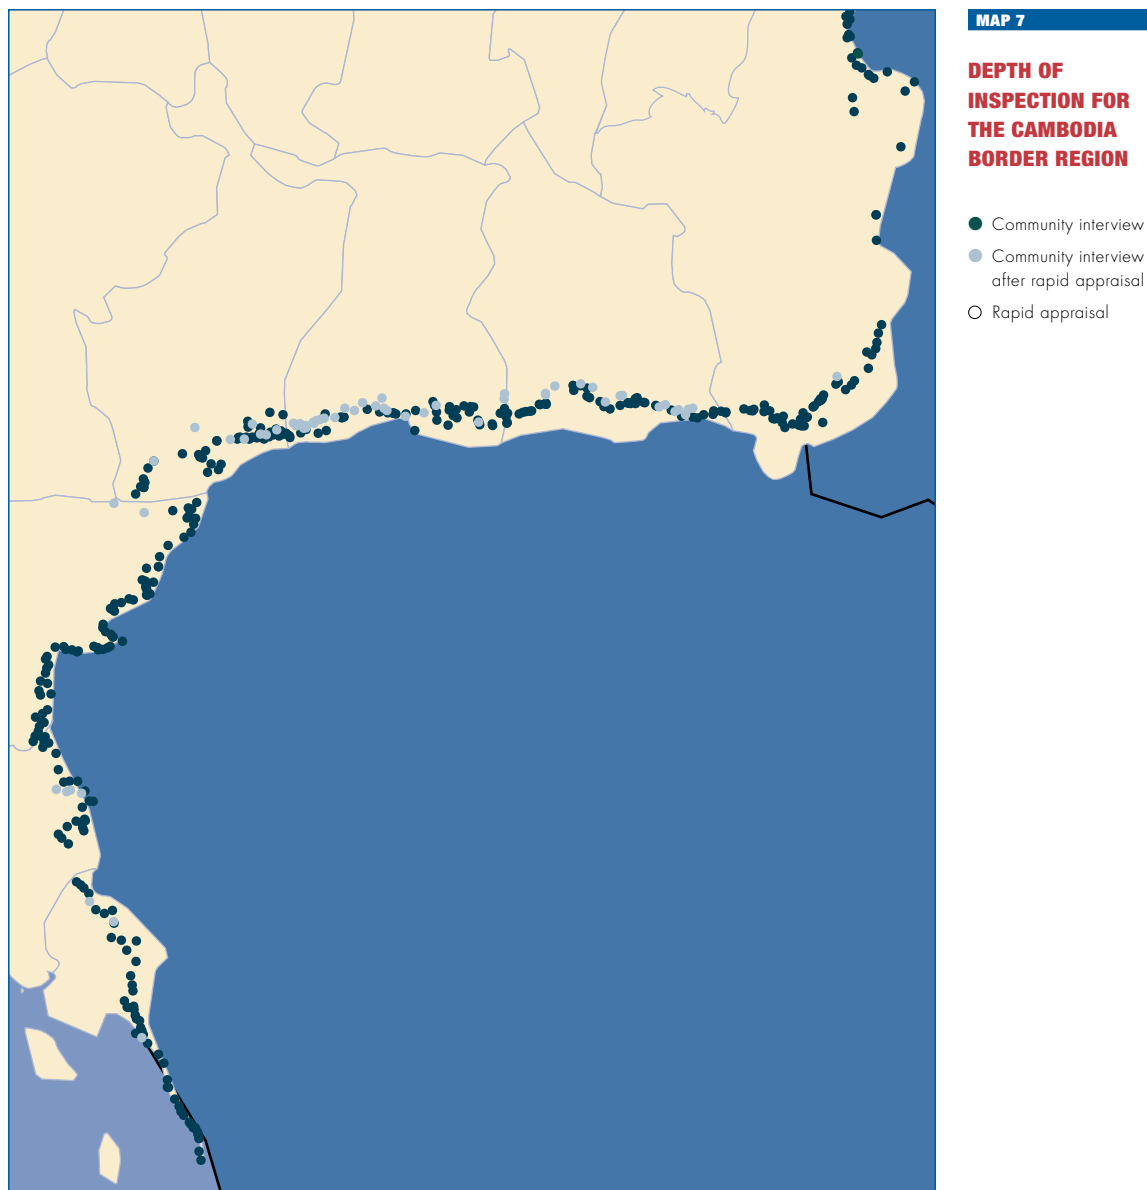 MAP 7
DEPTH OF
INSPECTION FOR
THE CAMBODIA
BORDER REGION
Community interview
Community interview
after rapid appraisal
Rapid appraisal